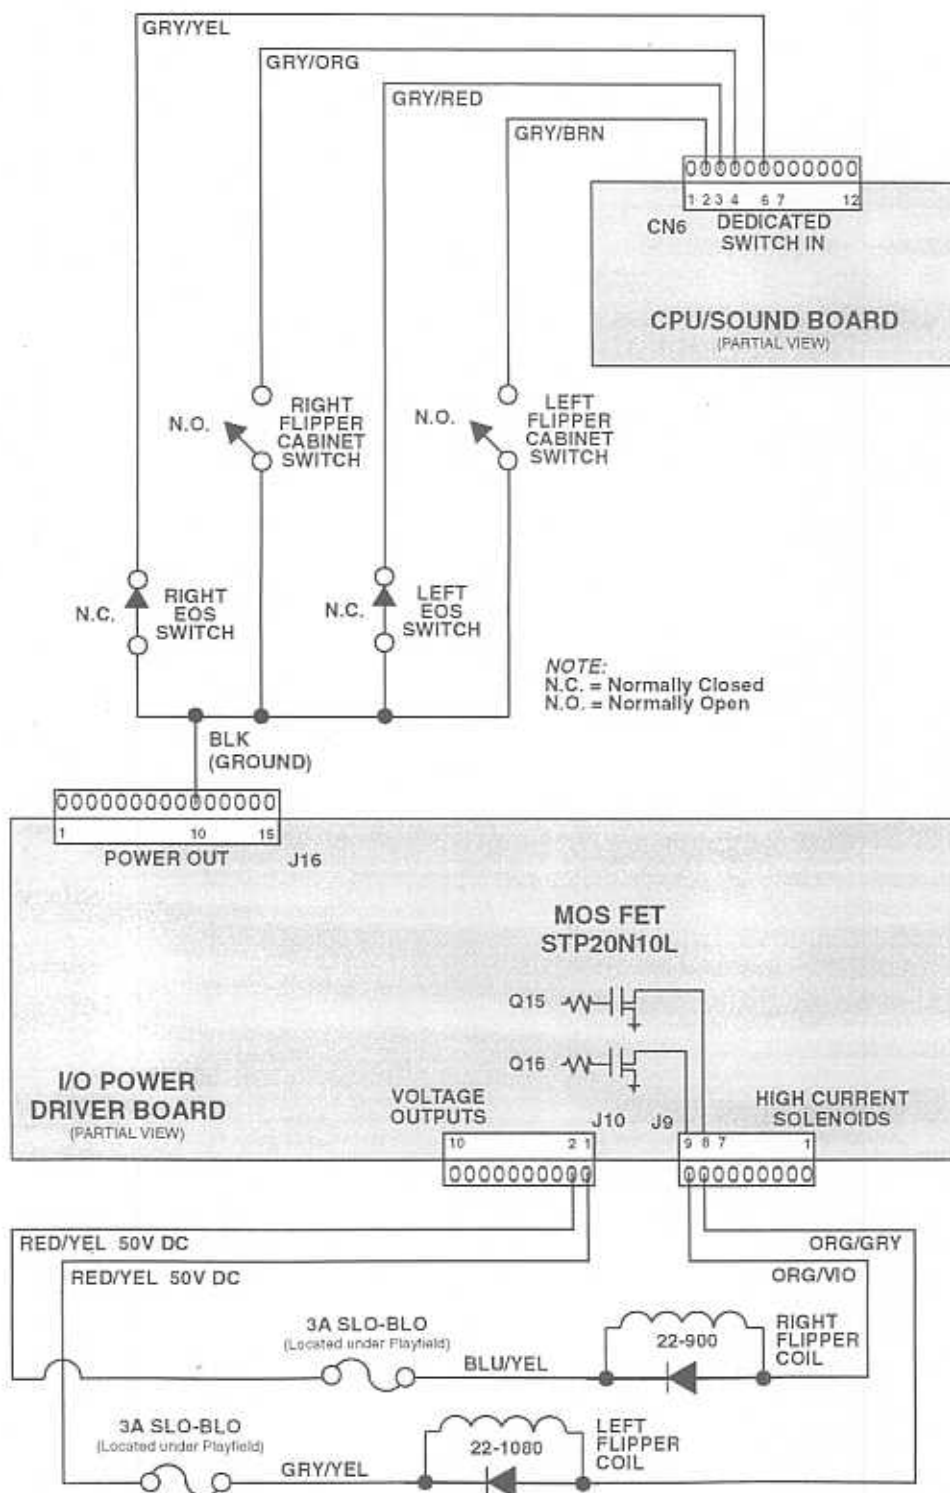 GRY/YEL
GRY/ORG
GRY/RED
GRY/BRN
1 2 3 4 6 7 12
CN6
DEDICATED
SWITCH IN
CPU/SOUND BOARD
(PARTIAL VIEW)
N.O.
RIGHT
FLIPPER
CABINET
SWITCH
N.O.
LEFT
FLIPPER
CABINET
SWITCH
N.C.
RIGHT
EOS
SWITCH
N.C.
LEFT
EOS
SWITCH
NOTE:
N.C. = Normally Closed
N.O. = Normally Open
BLK
(GROUND)
1 10 15
POWER OUT
J16
MOS FET
STP20N10L
Q15
Q16
I/O POWER
DRIVER BOARD
(PARTIAL VIEW)
VOLTAGE
OUTPUTS
J10
J9
HIGH CURRENT
SOLENOIDS
10 2 1
9 8 7 1
RED/YEL 50V DC
ORG/GRY
RED/YEL 50V DC
ORG/VIO
3A SLO-BLO
(Located under Playfield)
BLU/YEL
22-900
RIGHT
FLIPPER
COIL
3A SLO-BLO
(Located under Playfield)
GRY/YEL
22-1080
LEFT
FLIPPER
COIL